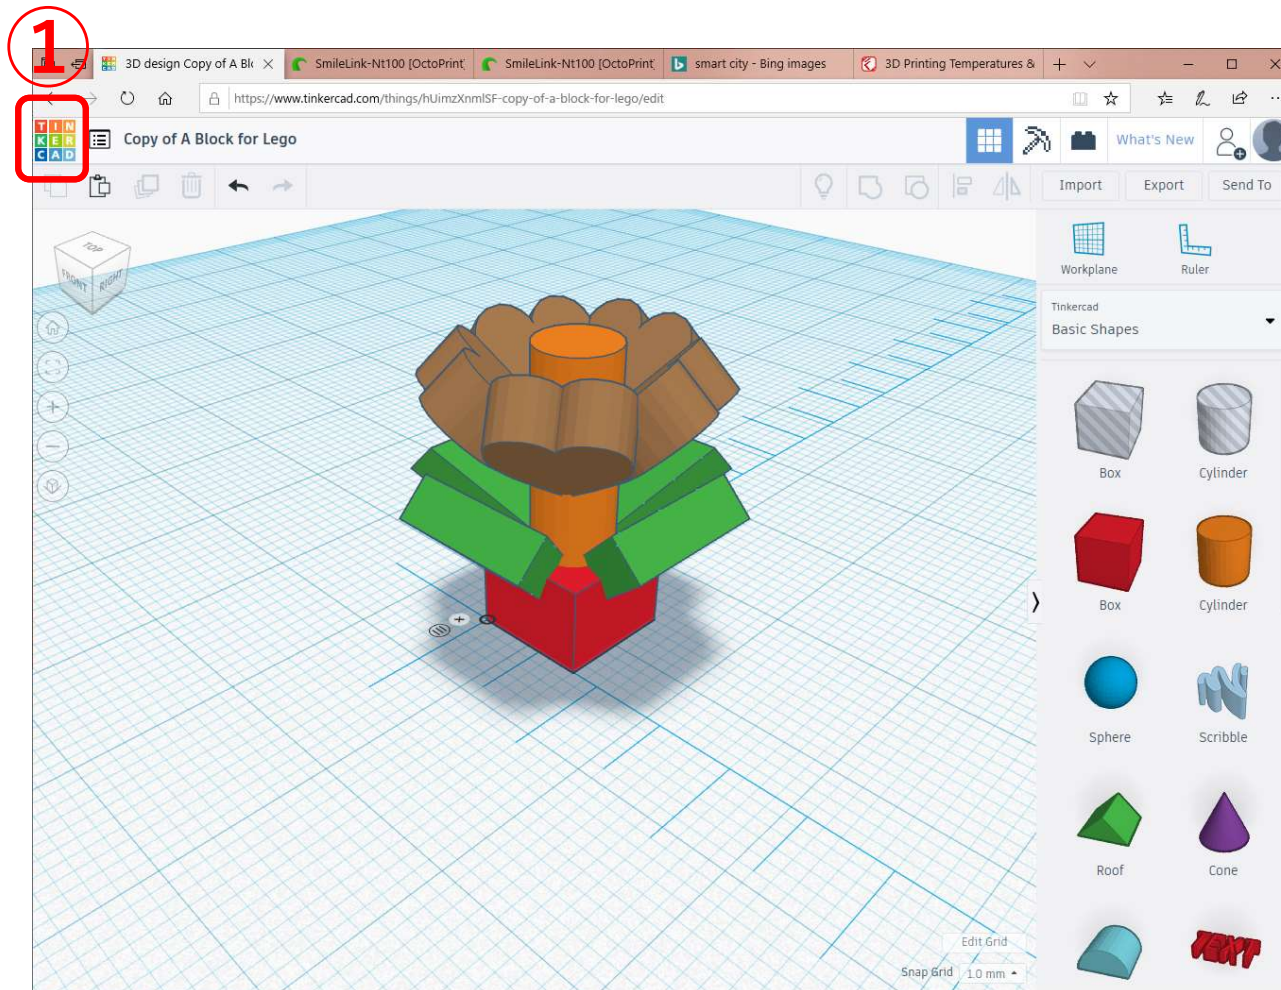 1
3D design Copy of A Blo
SmileLink-Nt100 [OctoPrint]
SmileLink-Nt100 [OctoPrint]
smart city - Bing images
3D Printing Temperatures &
https://www.tinkercad.com/things/hUimzXnmlSF-copy-of-a-block-for-lego/edit
TIN
KER
CAD
Copy of A Block for Lego
What's New
Import
Export
Send To
TOP
FRONT
RIGHT
Workplane
Ruler
Tinkercad
Basic Shapes
Box
Cylinder
Box
Cylinder
Sphere
Scribble
Roof
Cone
TEXT
Edit Grid
Snap Grid
1.0 mm